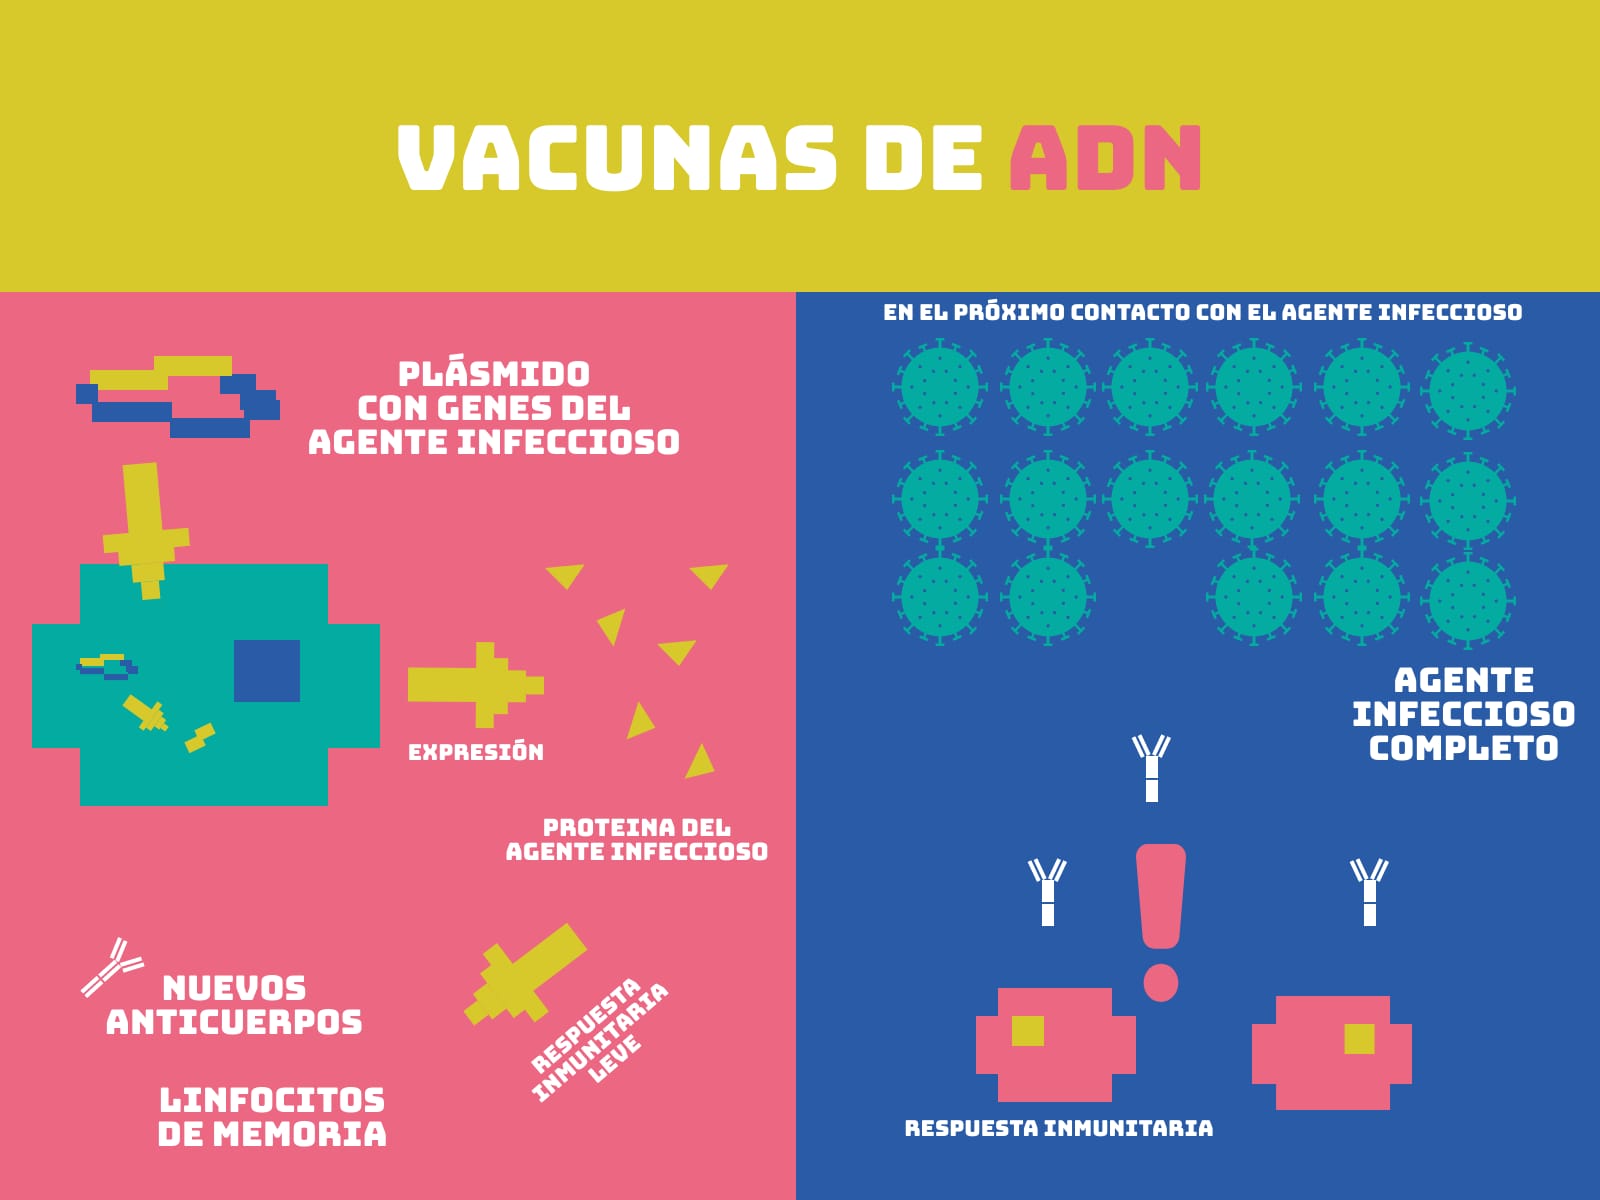 VACUNAS DE ADN
PLÁSMIDO
CON GENES DEL
AGENTE INFECCIOSO
EXPRESIÓN
PROTEINA DEL
AGENTE INFECCIOSO
RESPUESTA
INMUNITARIA
LEVE
NUEVOS
ANTICUERPOS
LINFOCITOS
DE MEMORIA
EN EL PRÓXIMO CONTACTO CON EL AGENTE INFECCIOSO
AGENTE
INFECCIOSO
COMPLETO
RESPUESTA INMUNITARIA